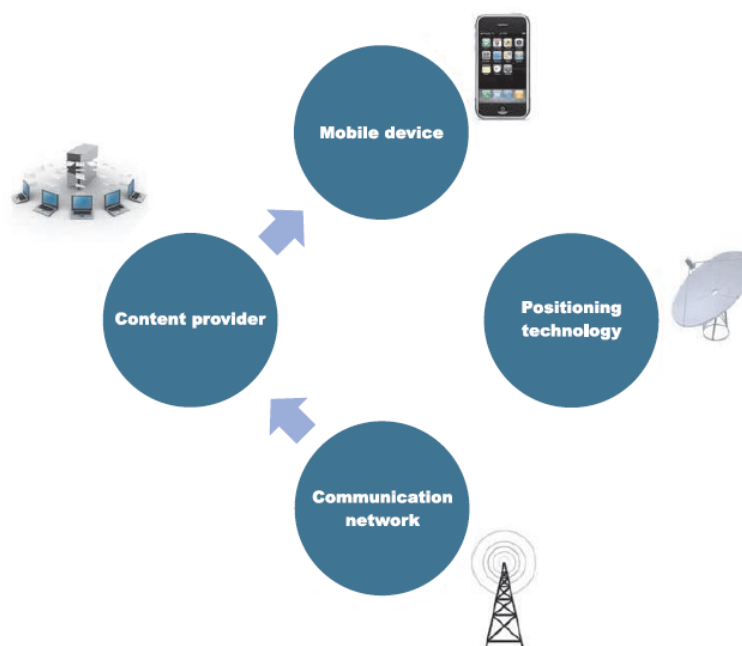 Mobile device
Content provider
Positioning
technology
Communication
network